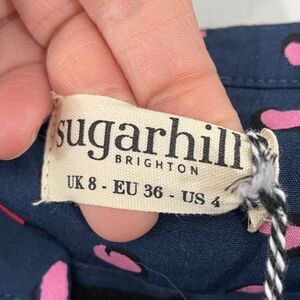 sugarhill
BRIGHTON
UK 8 - EU 36 - US 4